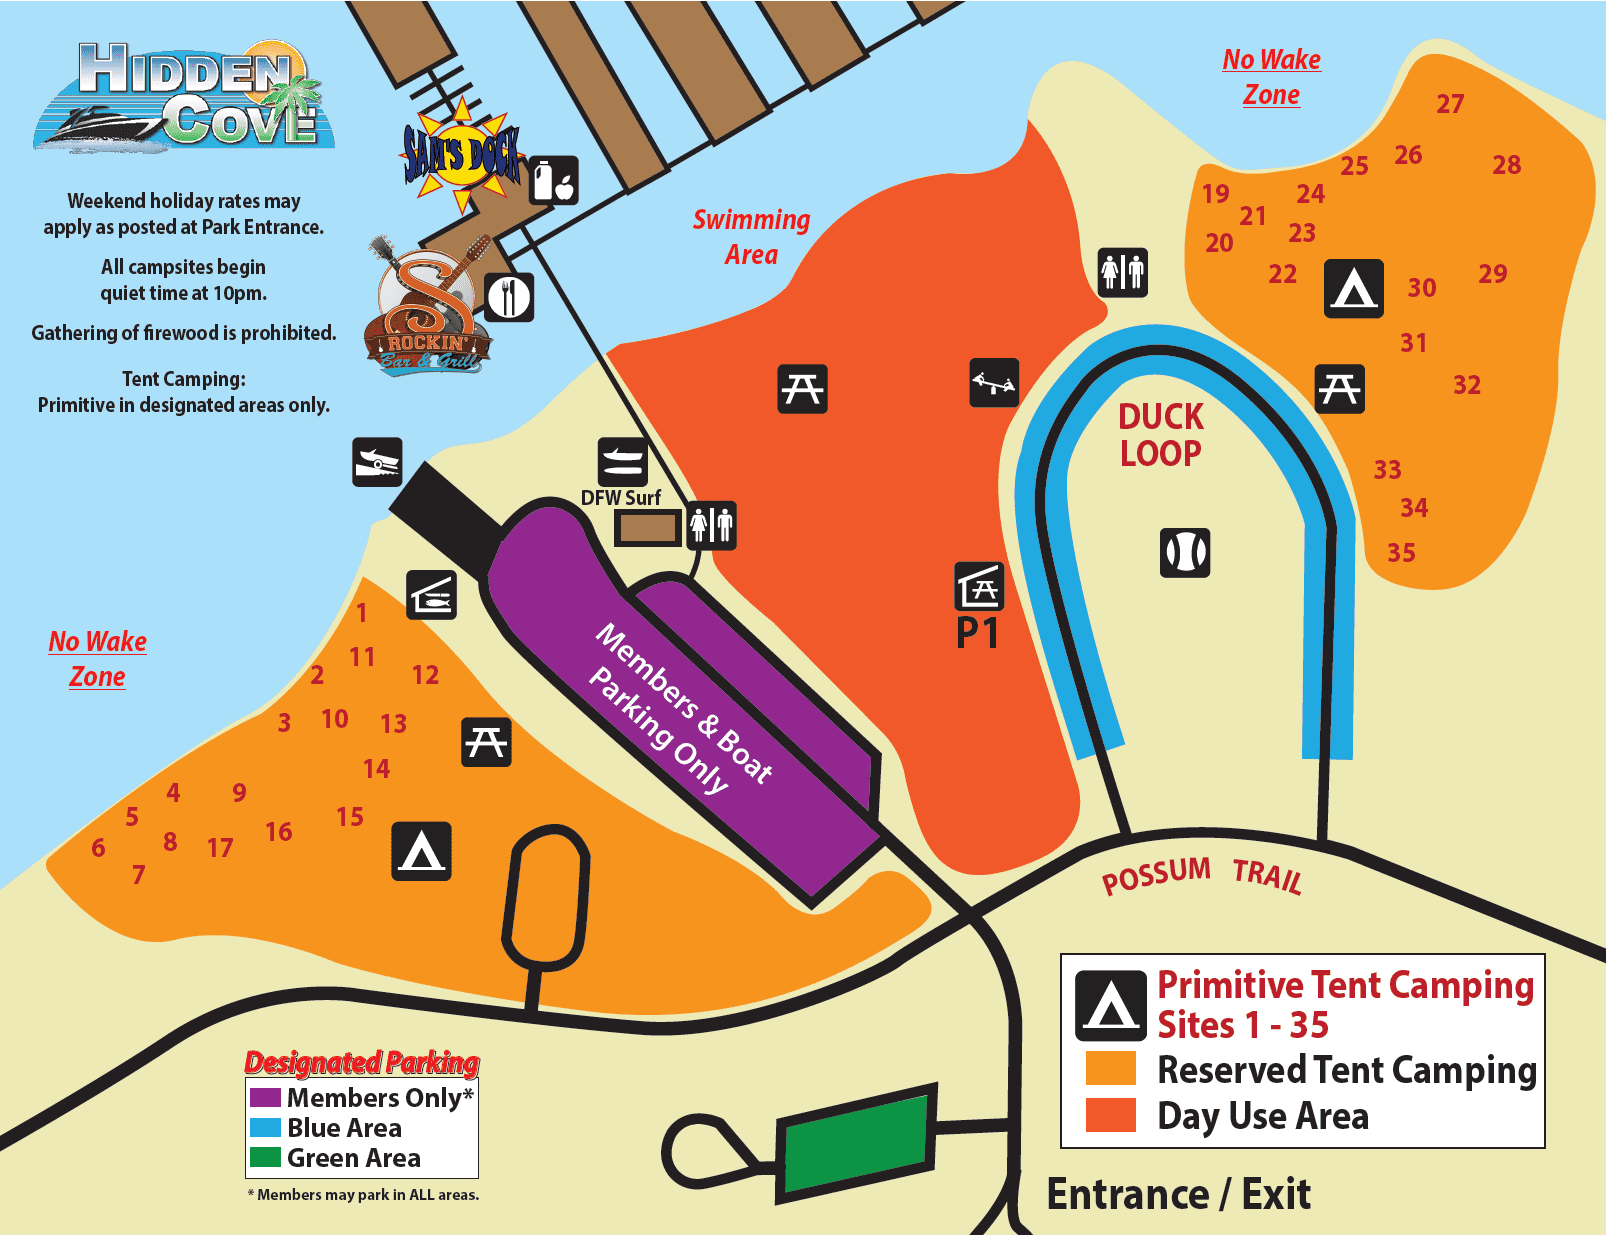 HIDDEN
COVE
Weekend holiday rates may
apply as posted at Park Entrance.
All campsites begin
quiet time at 10pm.
Gathering of firewood is prohibited.
Tent Camping:
Primitive in designated areas only.
SAM'S DOCK
S
ROCKIN'
Bar & Grill
Swimming
Area
No Wake
Zone
27
25
26
28
19
24
21
23
20
22
30
29
31
32
33
34
35
DUCK
LOOP
DFW Surf
P1
Members & Boat
Parking Only
No Wake
Zone
1
11
2
12
3
10
13
14
4
9
5
15
16
8
6
17
7
POSSUM TRAIL
Primitive Tent Camping
Sites 1 - 35
Reserved Tent Camping
Day Use Area
Designated Parking
Members Only*
Blue Area
Green Area
* Members may park in ALL areas.
Entrance / Exit